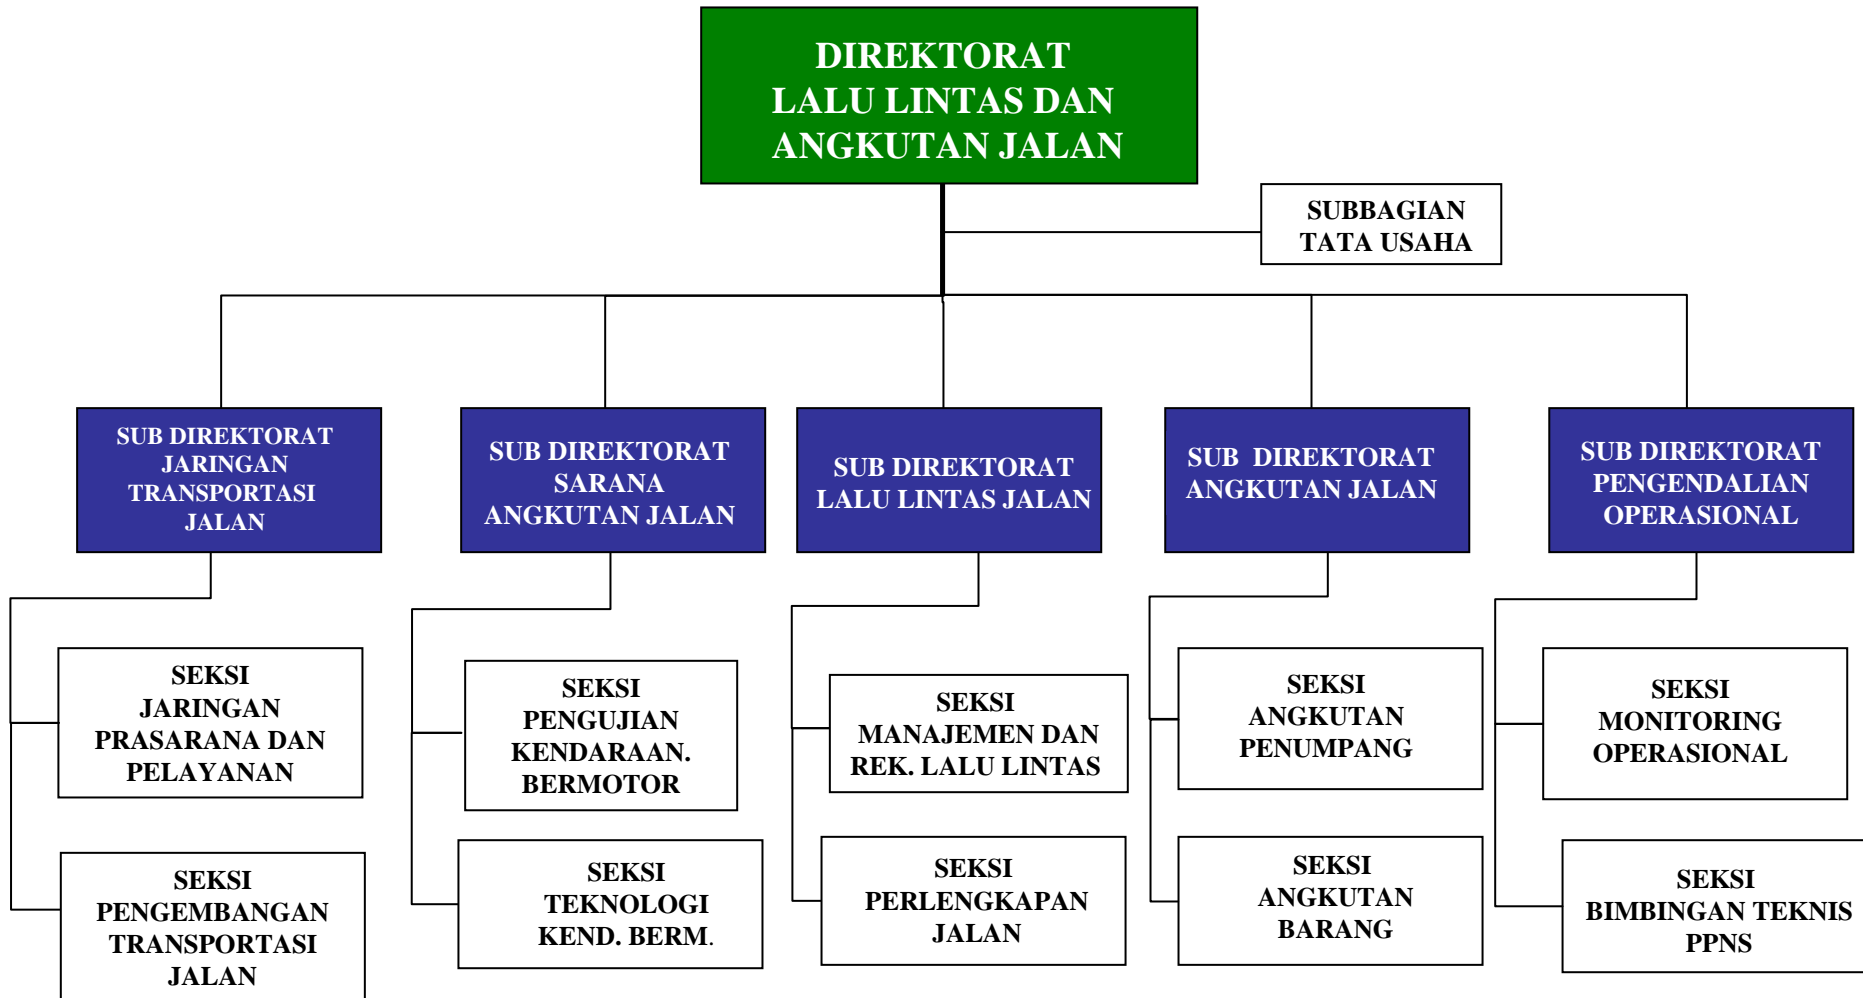 DIREKTORAT
LALU LINTAS DAN
ANGKUTAN JALAN
SUBBAGIAN
TATA USAHA
SUB DIREKTORAT
JARINGAN
TRANSPORTASI
JALAN
SUB DIREKTORAT
SARANA
ANGKUTAN JALAN
SUB DIREKTORAT
LALU LINTAS JALAN
SUB DIREKTORAT
ANGKUTAN JALAN
SUB DIREKTORAT
PENGENDALIAN
OPERASIONAL
SEKSI
JARINGAN
PRASARANA DAN
PELAYANAN
SEKSI
PENGUJIAN
KENDARAAN.
BERMOTOR
SEKSI
MANAJEMEN DAN
REK. LALU LINTAS
SEKSI
ANGKUTAN
PENUMPANG
SEKSI
MONITORING
OPERASIONAL
SEKSI
PENGEMBANGAN
TRANSPORTASI
JALAN
SEKSI
TEKNOLOGI
KEND. BERM.
SEKSI
PERLENGKAPAN
JALAN
SEKSI
ANGKUTAN
BARANG
SEKSI
BIMBINGAN TEKNIS
PPNS